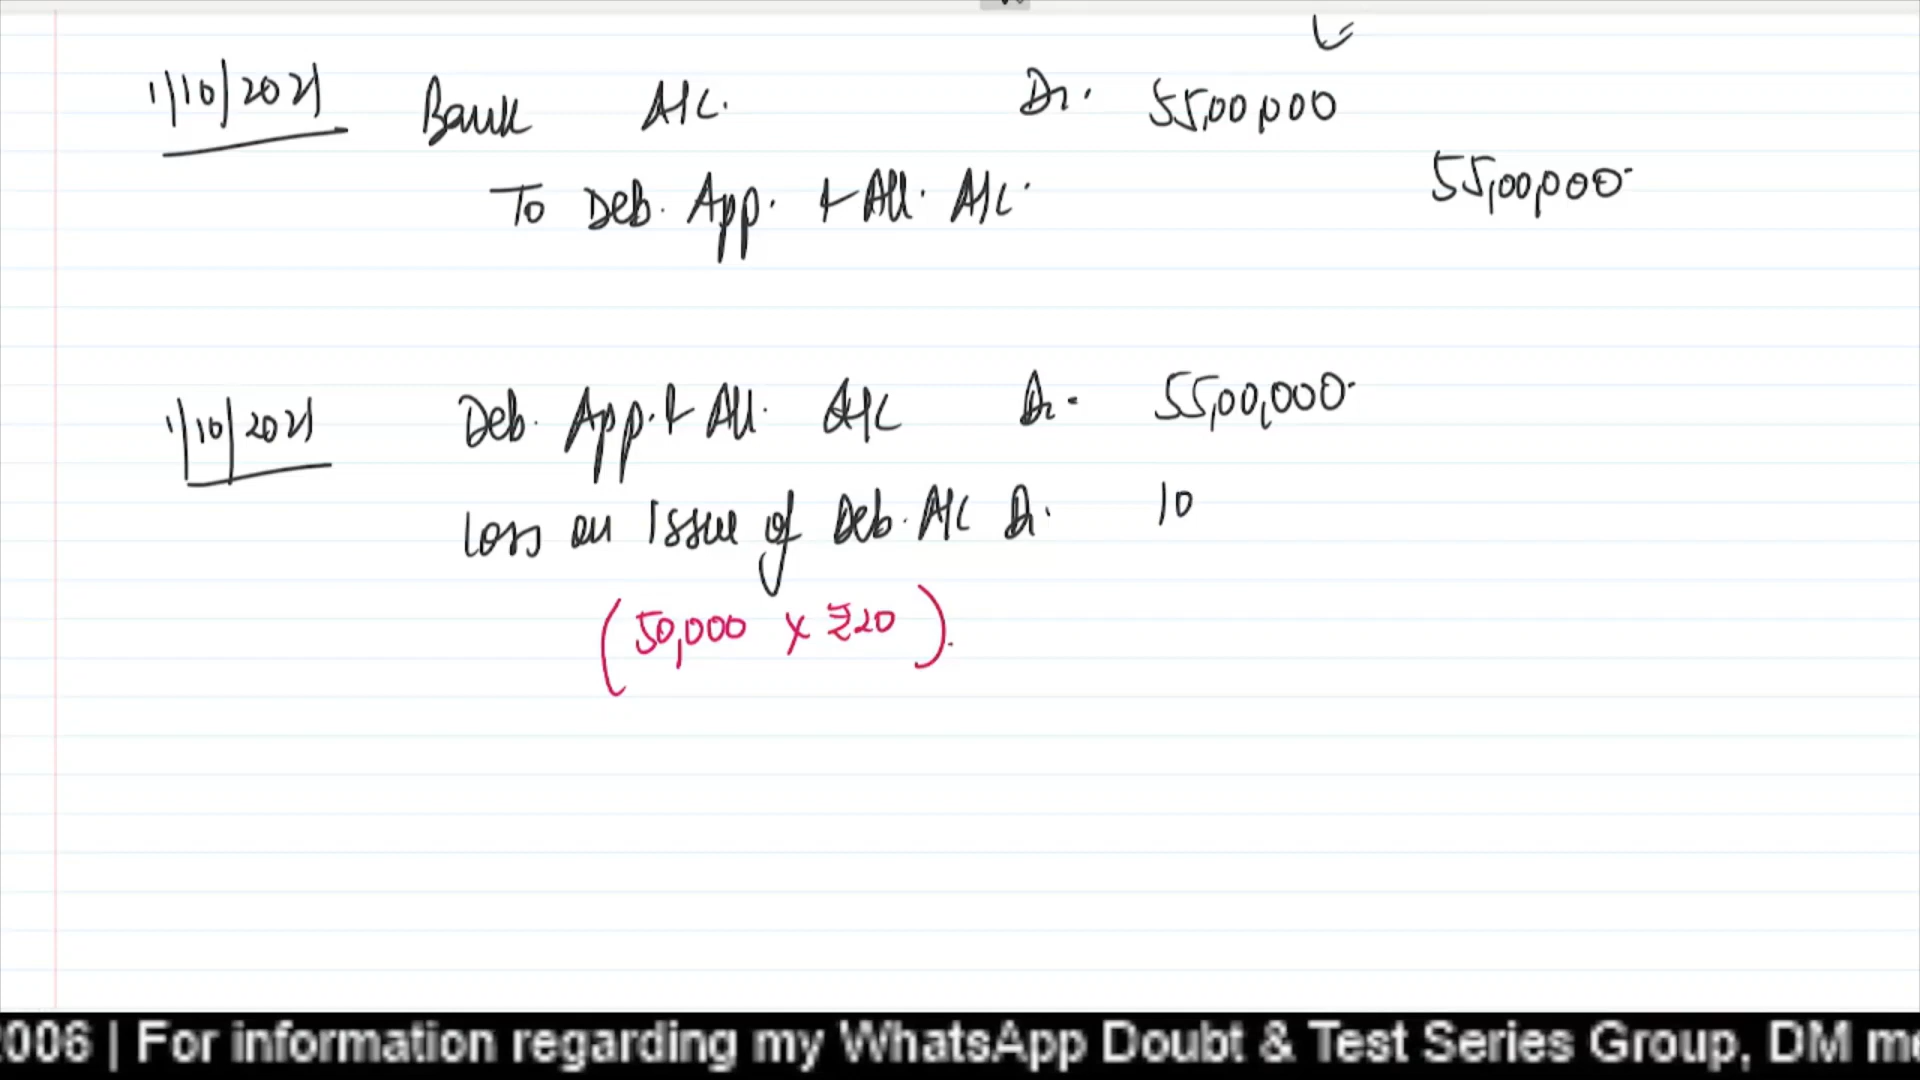 1/10/2021 Bank A/c. Dr. 55,00,000
To Deb. App. & All. A/c. 55,00,000
1/10/2021 Deb. App. & All. A/c Dr. 55,00,000
Loss on Issue of Deb. A/c Dr. 10
(50,000 x ₹20).
2006 | For information regarding my WhatsApp Doubt & Test Series Group, DM me